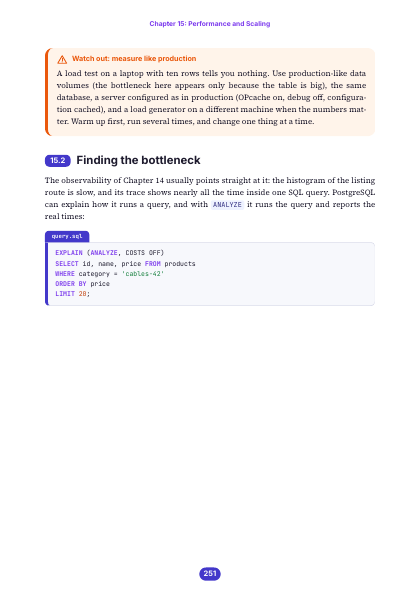 Chapter 15: Performance and Scaling
Watch out: measure like production
A load test on a laptop with ten rows tells you nothing. Use production-like data
volumes (the bottleneck here appears only because the table is big), the same
database, a server configured as in production (OPcache on, debug off, configura-
tion cached), and a load generator on a different machine when the numbers mat-
ter. Warm up first, run several times, and change one thing at a time.
15.2 Finding the bottleneck
The observability of Chapter 14 usually points straight at it: the histogram of the listing
route is slow, and its trace shows nearly all the time inside one SQL query. PostgreSQL
can explain how it runs a query, and with ANALYZE it runs the query and reports the
real times:
query.sql
EXPLAIN (ANALYZE, COSTS OFF)
SELECT id, name, price FROM products
WHERE category = 'cables-42'
ORDER BY price
LIMIT 20;
251